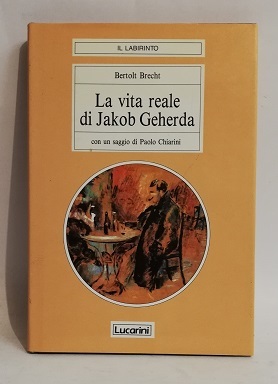 IL LABIRINTO
Bertolt Brecht
La vita reale
di Jakob Geherda
con un saggio di Paolo Chiarini
Lucarini